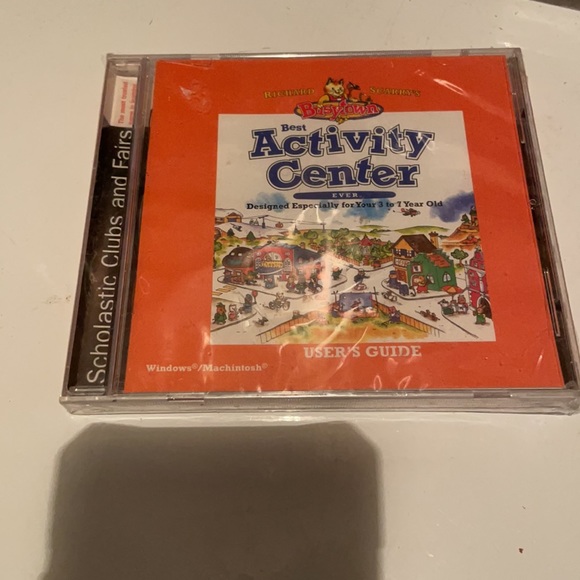 RICHARD SCARRY'S
Busytown
Best
Activity
Center
EVER
Designed Especially for Your 3 to 7 Year Old
USER'S GUIDE
Windows®/Machintosh®
Scholastic Clubs and Fairs